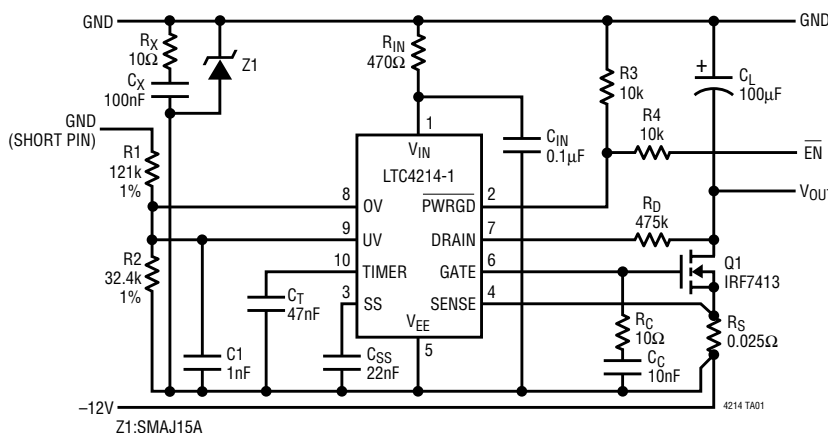 GND
GND
RX
10Ω
CX
100nF
Z1
RIN
470Ω
R3
10k
+
CL
100µF
GND
(SHORT PIN)
R1
121k
1%
1
VIN
LTC4214-1
CIN
0.1µF
R4
10k
EN
8
OV
PWRGD
2
VOUT
9
UV
DRAIN
7
RD
475k
R2
32.4k
1%
10
TIMER
GATE
6
Q1
IRF7413
CT
47nF
3
SS
SENSE
4
VEE
5
RC
10Ω
RS
0.025Ω
C1
1nF
CSS
22nF
CC
10nF
–12V
4214 TA01
Z1:SMAJ15A